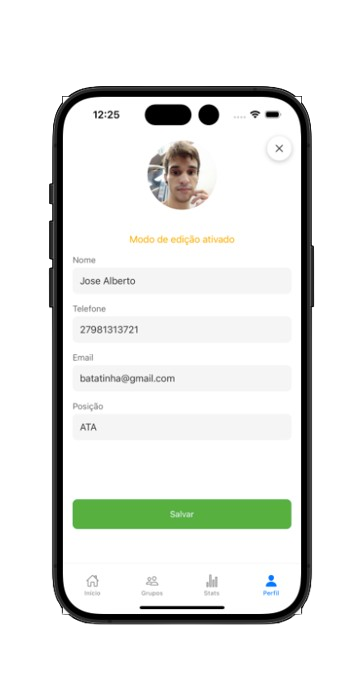 12:25
Modo de edição ativado
Nome
Jose Alberto
Telefone
27981313721
Email
batatinha@gmail.com
Posição
ATA
Salvar
Início
Grupos
Stats
Perfil